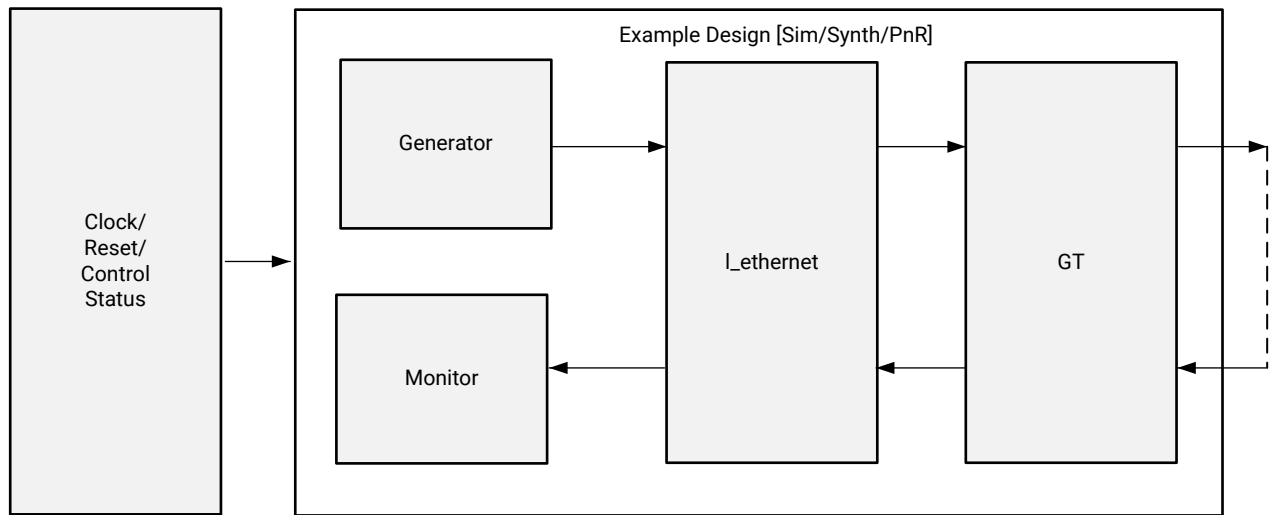 Example Design [Sim/Synth/PnR]
Clock/
Reset/
Control
Status
Generator
Monitor
l_ethernet
GT